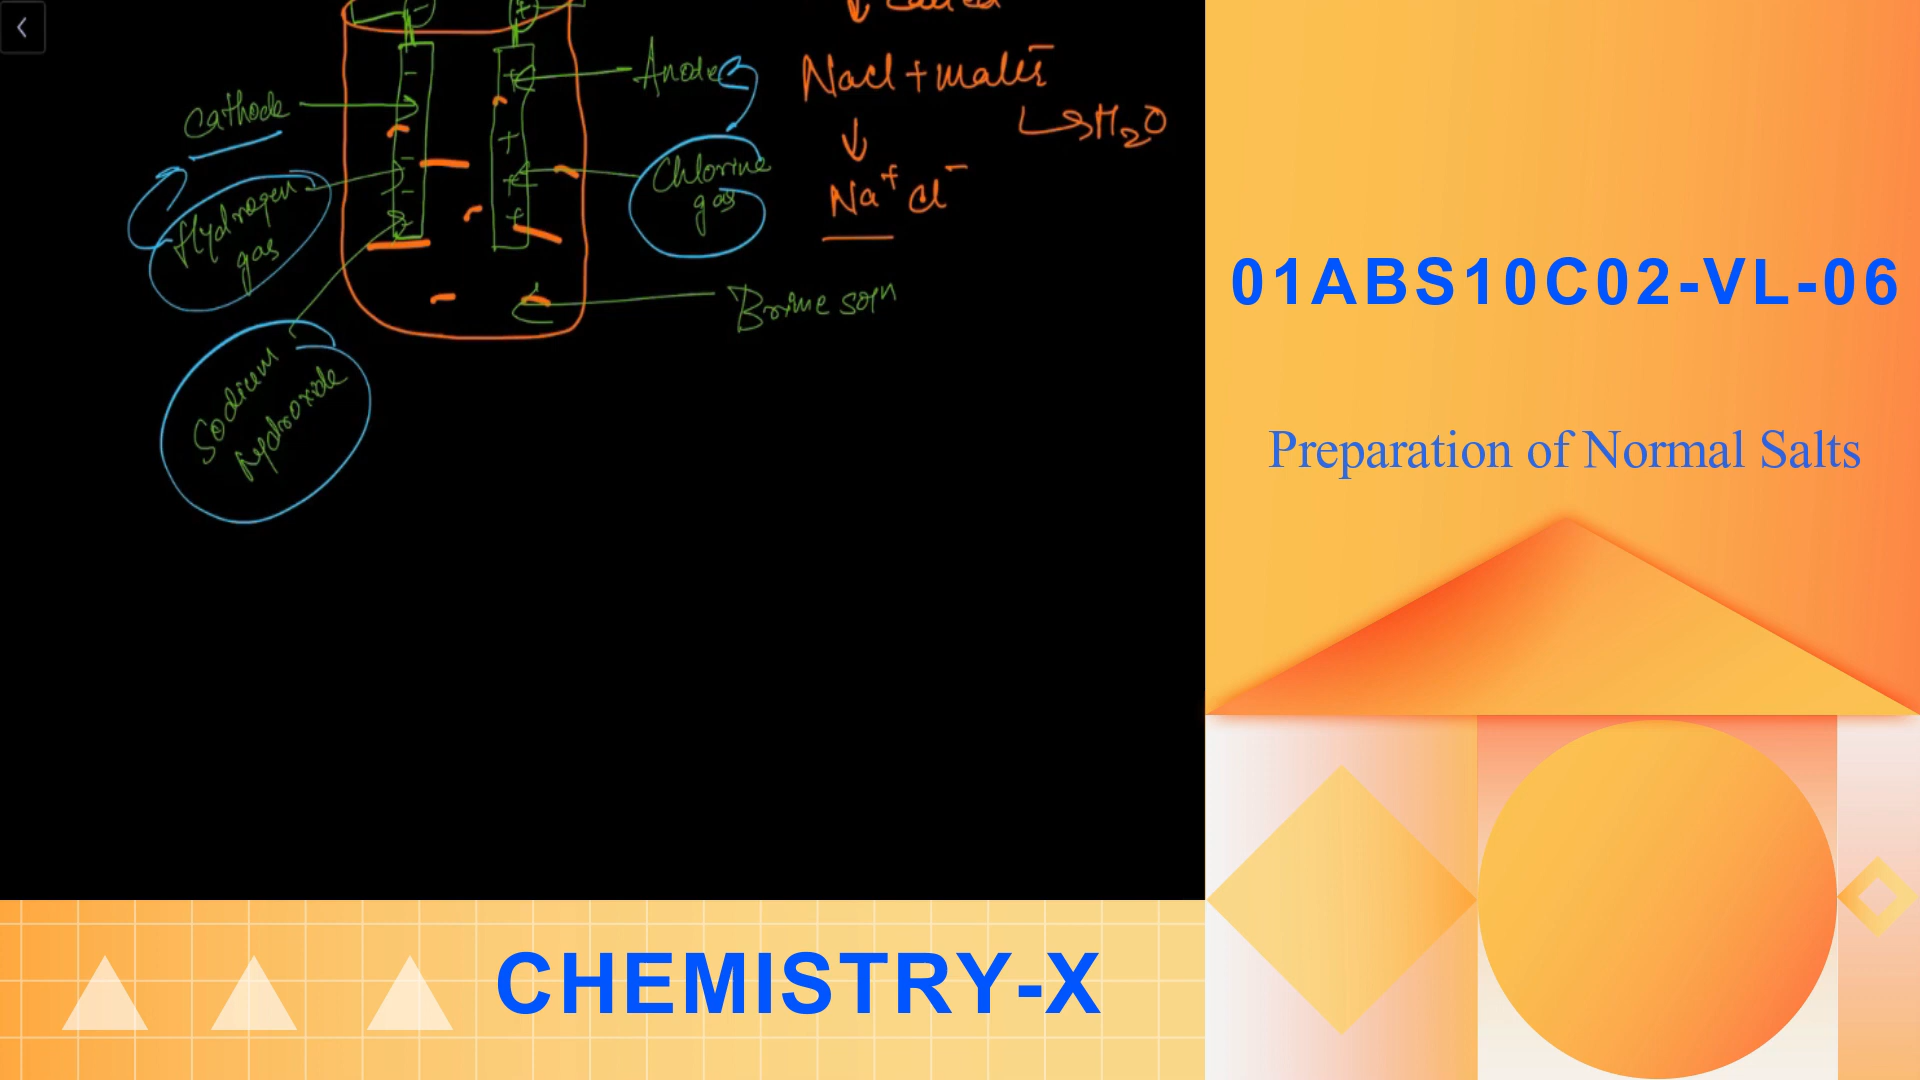 Called
Anode
NaCl + water
Cathode
→ H₂O
Chlorine
gas
Na⁺ Cl⁻
Hydrogen
gas
Brine soln
Sodium
hydroxide
01ABS10C02-VL-06
Preparation of Normal Salts
CHEMISTRY-X